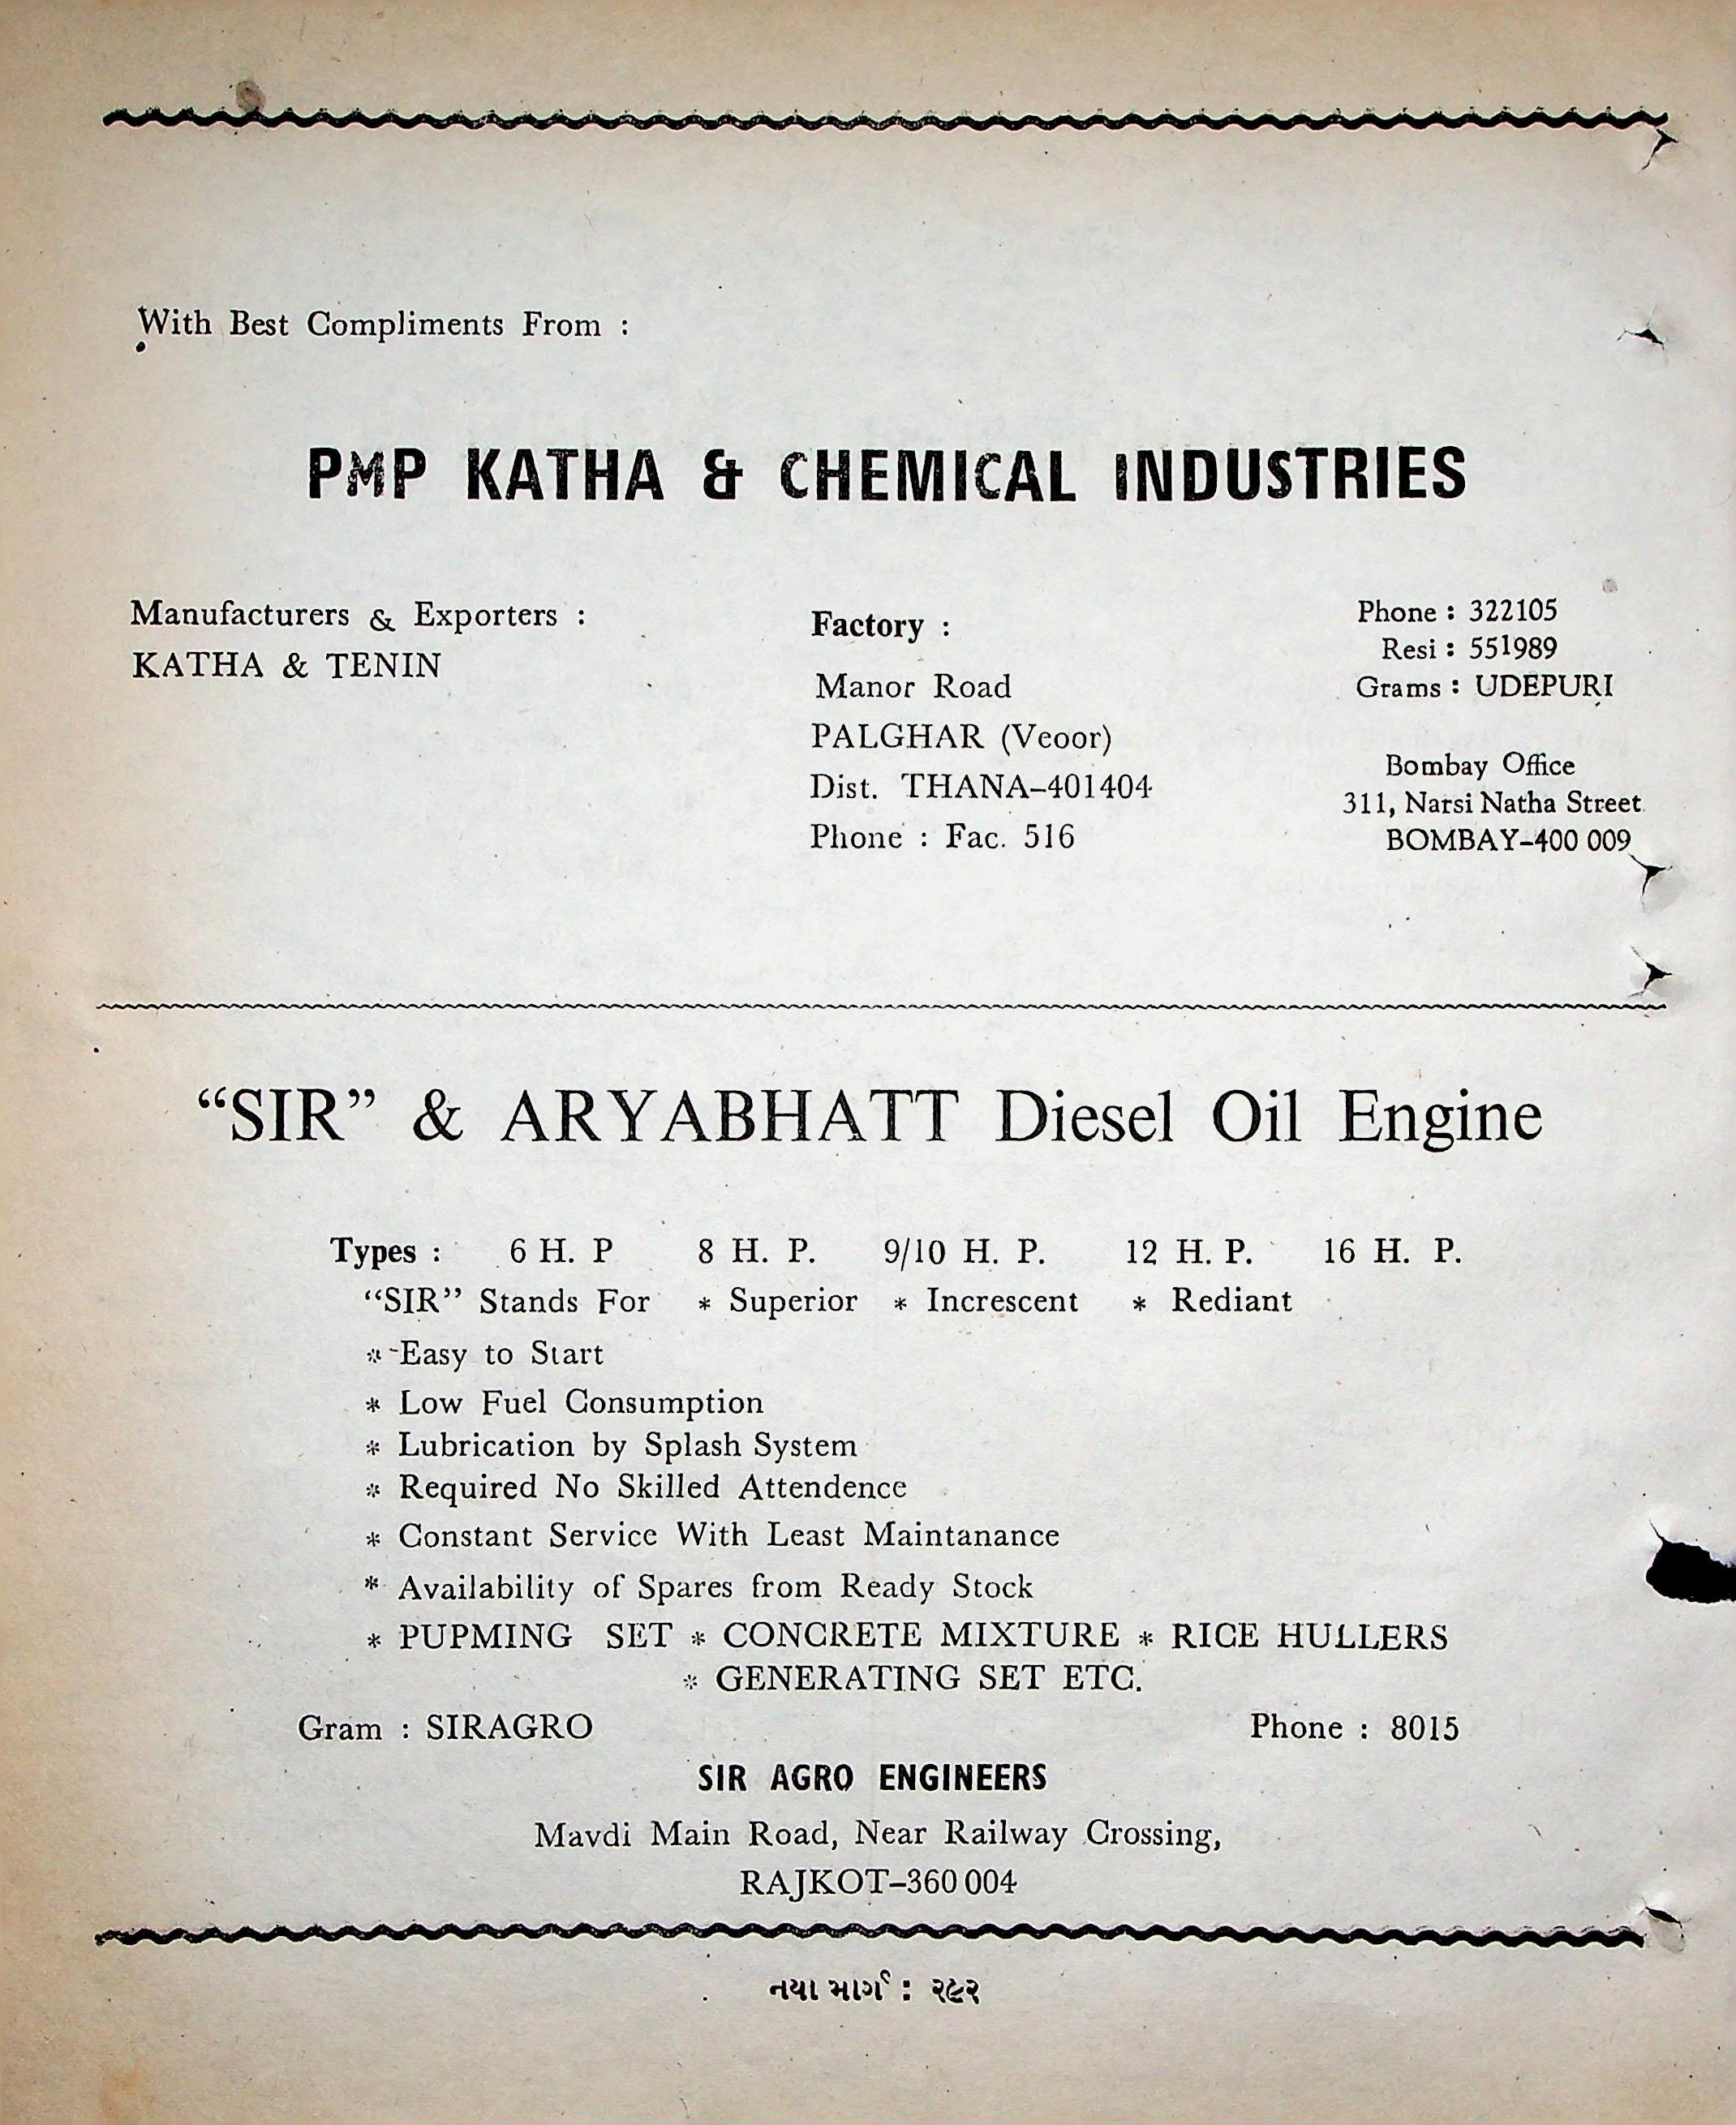 With Best Compliments From :
PMP KATHA & CHEMICAL INDUSTRIES
Manufacturers & Exporters :
KATHA & TENIN
Factory :
Manor Road
PALGHAR (Veoor)
Dist. THANA–401404
Phone : Fac. 516
Phone : 322105
Resi : 551989
Grams : UDEPURI
Bombay Office
311, Narsi Natha Street
BOMBAY–400 009
“SIR” & ARYABHATT Diesel Oil Engine
Types : 6 H. P 8 H. P. 9/10 H. P. 12 H. P. 16 H. P.
“SIR” Stands For * Superior * Increscent * Rediant
* Easy to Start
* Low Fuel Consumption
* Lubrication by Splash System
* Required No Skilled Attendence
* Constant Service With Least Maintanance
* Availability of Spares from Ready Stock
* PUPMING SET * CONCRETE MIXTURE * RICE HULLERS
* GENERATING SET ETC.
Gram : SIRAGRO Phone : 8015
SIR AGRO ENGINEERS
Mavdi Main Road, Near Railway Crossing,
RAJKOT–360 004
નયા માર્ગ : ૨૯૨